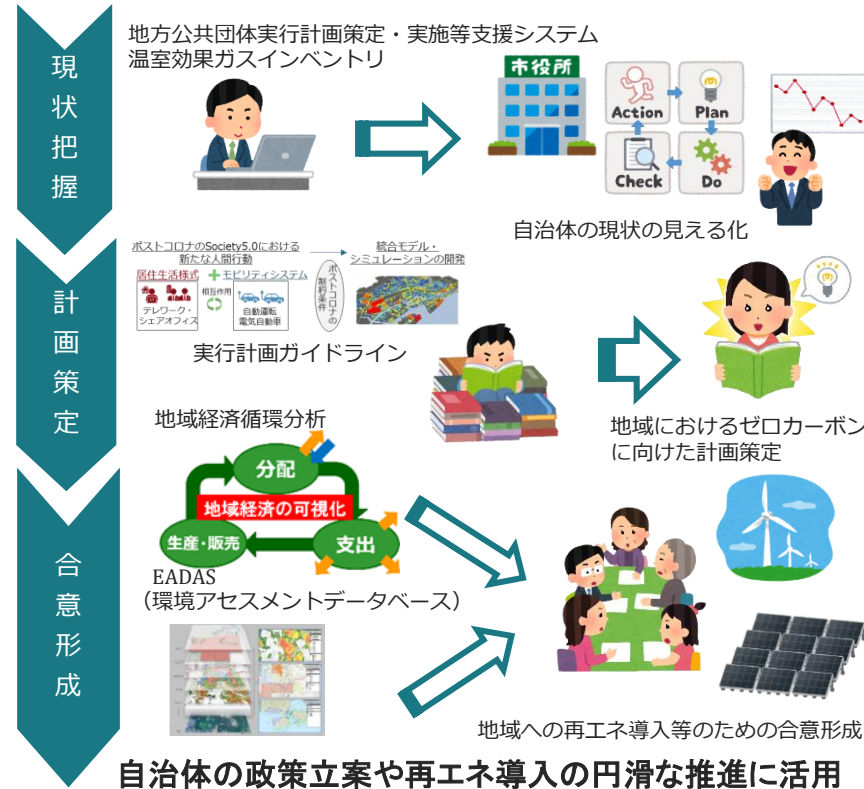 現状把握
地方公共団体実行計画策定・実施等支援システム
温室効果ガスインベントリ
市役所
Action
Plan
Check
Do
自治体の現状の見える化
計画策定
ポストコロナのSociety5.0における
新たな人間行動
統合モデル・
シミュレーションの開発
居住生活様式
モビリティシステム
相互作用
テレワーク・
シェアオフィス
自動運転
電気自動車
ポストコロナの
制約条件
実行計画ガイドライン
地域におけるゼロカーボン
に向けた計画策定
合意形成
地域経済循環分析
分配
地域経済の可視化
生産・販売
支出
EADAS
（環境アセスメントデータベース）
地域への再エネ導入等のための合意形成
自治体の政策立案や再エネ導入の円滑な推進に活用